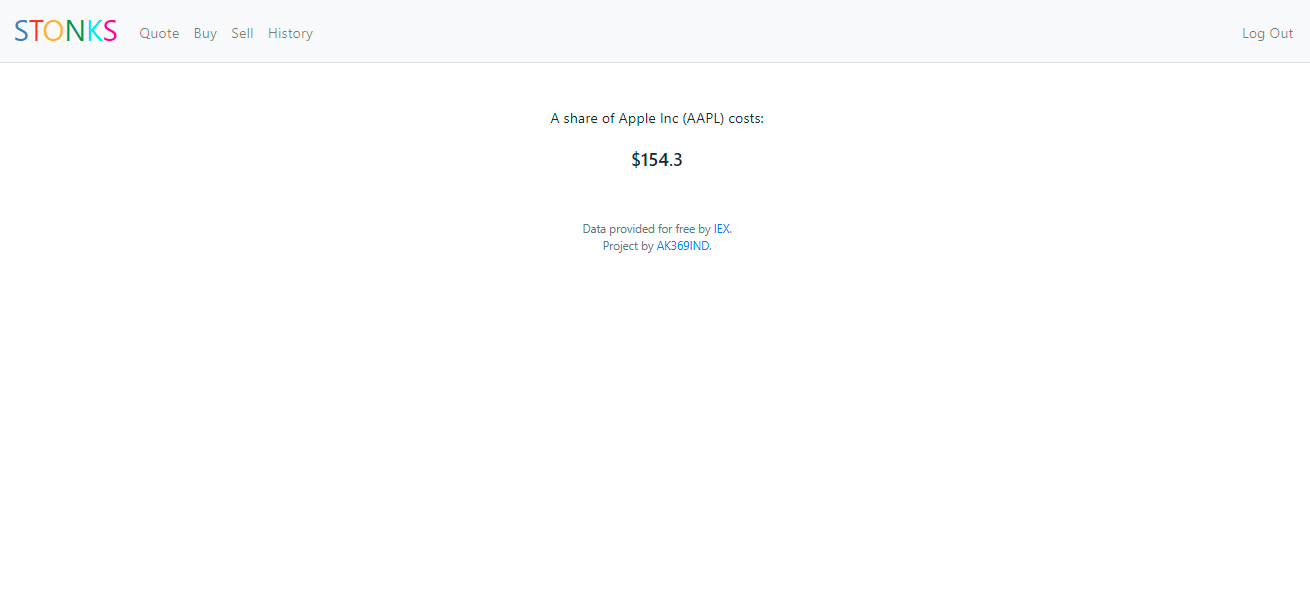 STONKS Quote Buy Sell History Log Out
A share of Apple Inc (AAPL) costs:
$154.3
Data provided for free by IEX.
Project by AK369IND.